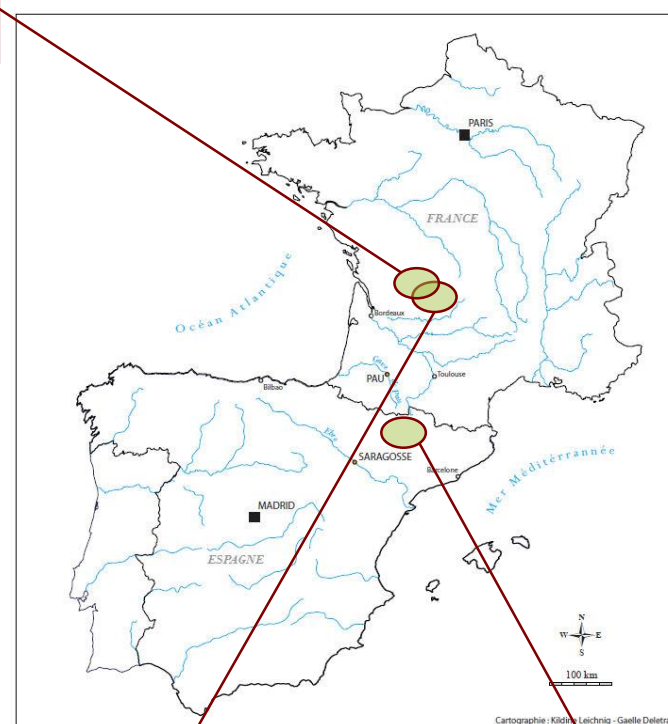 PARIS
FRANCE
Océan Atlantique
Bordeaux
PAU
Toulouse
Bilbao
Ebre
SARAGOSSE
Barcelone
Mer Méditérrannée
MADRID
ESPAGNE
N
W E
S
100 km
Cartographie : Kildine Leichnig - Gaelle Deletra